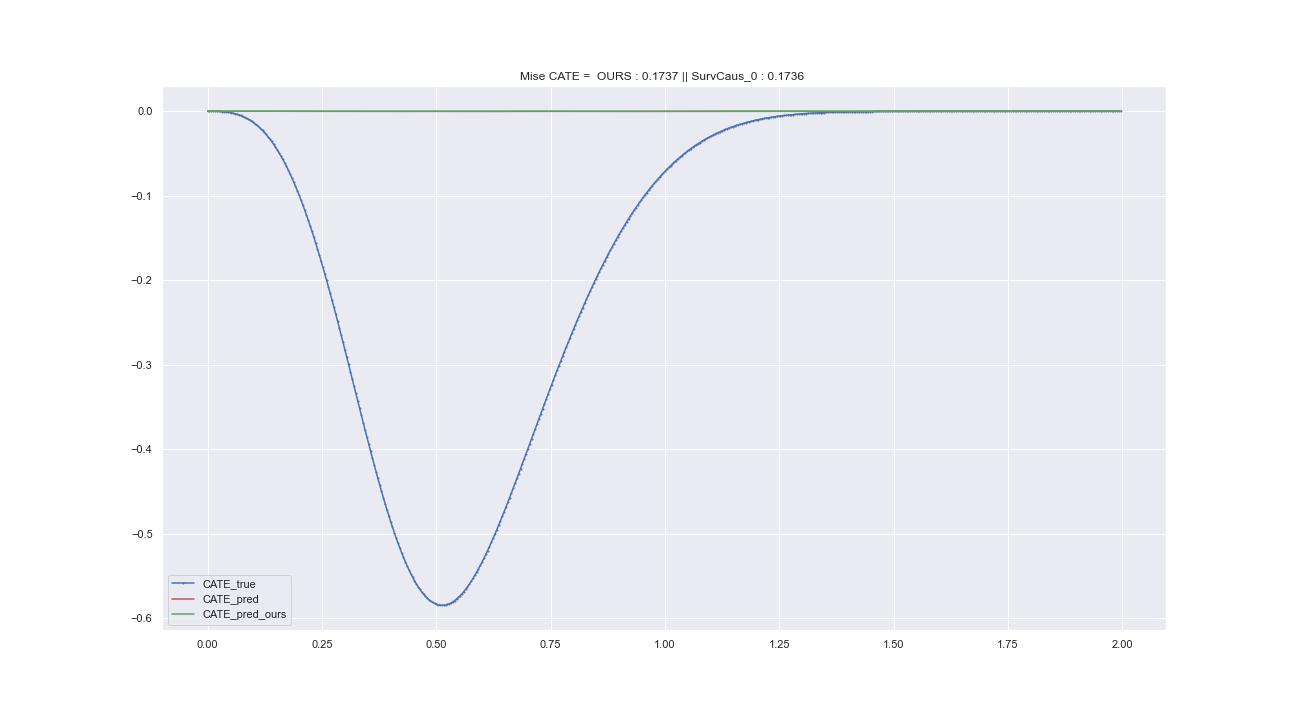 Mise CATE =  OURS : 0.1737 || SurvCaus_0 : 0.1736
0.0
−0.1
−0.2
−0.3
−0.4
−0.5
−0.6
CATE_true
CATE_pred
CATE_pred_ours
0.00 0.25 0.50 0.75 1.00 1.25 1.50 1.75 2.00